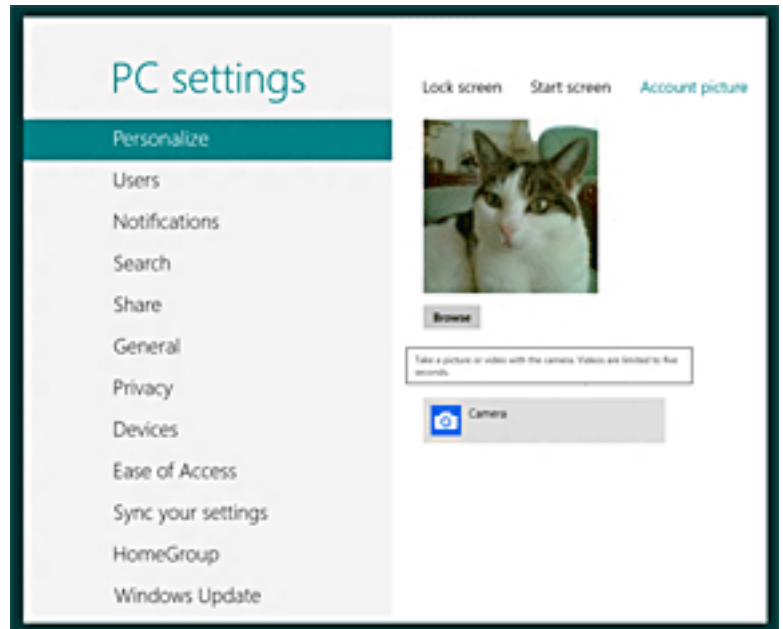 PC settings
Personalize
Users
Notifications
Search
Share
General
Privacy
Devices
Ease of Access
Sync your settings
HomeGroup
Windows Update
Lock screen Start screen Account picture
Browse
Take a picture or video with the camera. Videos are limited to five
seconds.
Camera